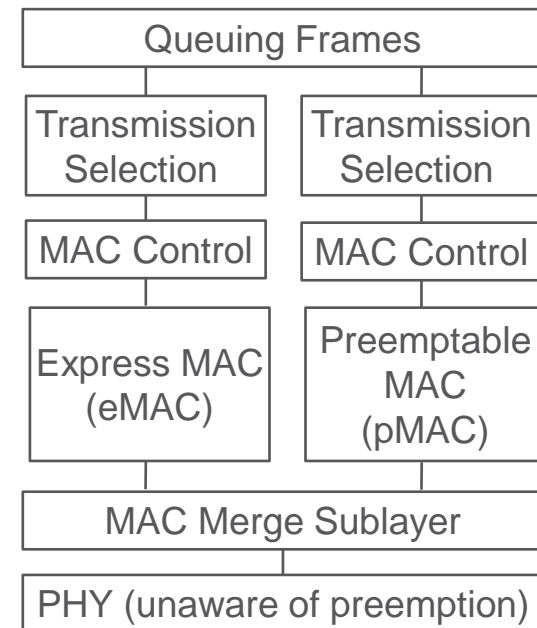 Queuing Frames
Transmission
Selection
Transmission
Selection
MAC Control
MAC Control
Express MAC
(eMAC)
Preemptable
MAC
(pMAC)
MAC Merge Sublayer
PHY (unaware of preemption)